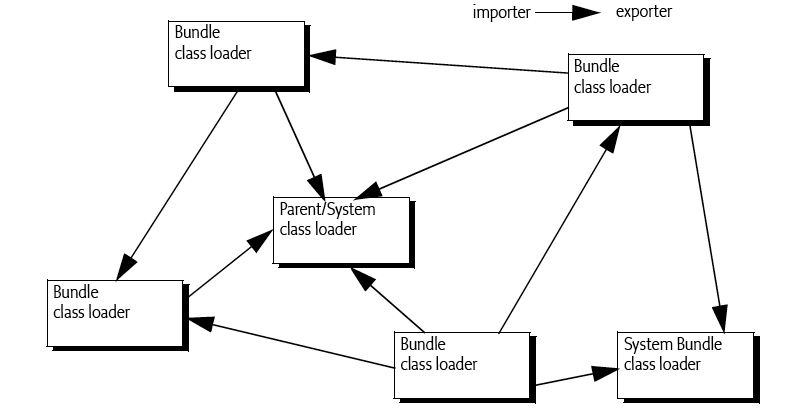 importer
exporter
Bundle
class loader
Bundle
class loader
Parent/System
class loader
Bundle
class loader
Bundle
class loader
System Bundle
class loader